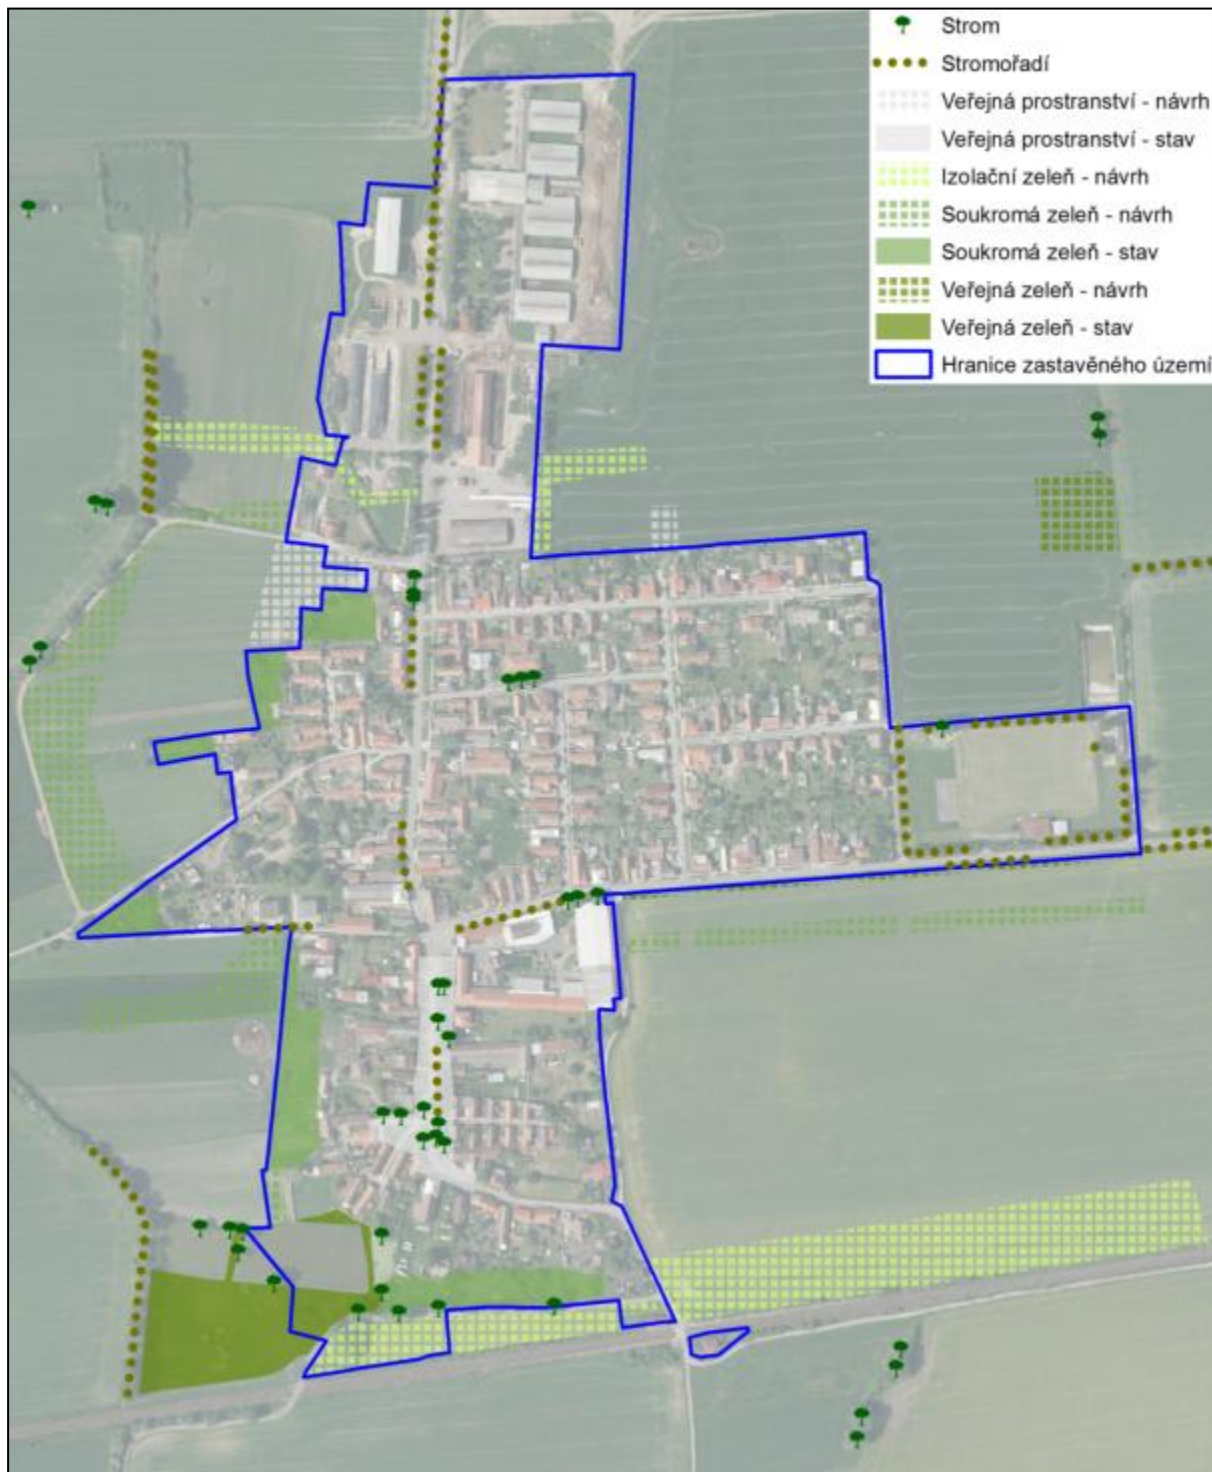 Strom
Stromořadí
Veřejná prostranství - návrh
Veřejná prostranství - stav
Izolační zeleň - návrh
Soukromá zeleň - návrh
Soukromá zeleň - stav
Veřejná zeleň - návrh
Veřejná zeleň - stav
Hranice zastavěného území